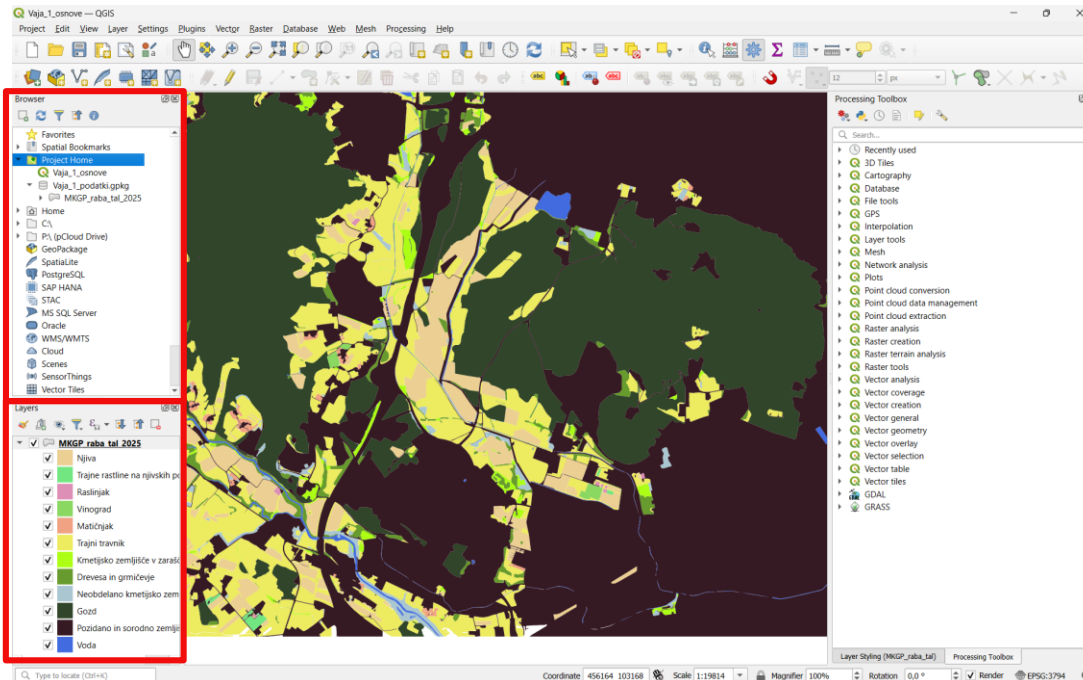 Vaja_1_osnove — QGIS
Project Edit View Layer Settings Plugins Vector Raster Database Web Mesh Processing Help
abc abc
12 px
Browser
Favorites
Spatial Bookmarks
Project Home
Vaja_1_osnove
Vaja_1_podatki.gpkg
MKGP_raba_tal_2025
Home
C:\
P:\ (pCloud Drive)
GeoPackage
SpatiaLite
PostgreSQL
SAP HANA
STAC
MS SQL Server
Oracle
WMS/WMTS
Cloud
Scenes
SensorThings
Vector Tiles
Layers
MKGP_raba_tal_2025
Njiva
Trajne rastline na njivskih po
Raslinjak
Vinograd
Matičnjak
Trajni travnik
Kmetijsko zemljišče v zarašč
Drevesa in grmičevje
Neobdelano kmetijsko zem
Gozd
Pozidano in sorodno zemljiš
Voda
Processing Toolbox
Search...
Recently used
3D Tiles
Cartography
Database
File tools
GPS
Interpolation
Layer tools
Mesh
Network analysis
Plots
Point cloud conversion
Point cloud data management
Point cloud extraction
Raster analysis
Raster creation
Raster terrain analysis
Raster tools
Vector analysis
Vector coverage
Vector creation
Vector general
Vector geometry
Vector overlay
Vector selection
Vector table
Vector tiles
GDAL
GRASS
Layer Styling (MKGP_raba_tal) Processing Toolbox
Type to locate (Ctrl+K) Coordinate 456164 103168 Scale 1:19814 Magnifier 100% Rotation 0,0 ° Render EPSG:3794